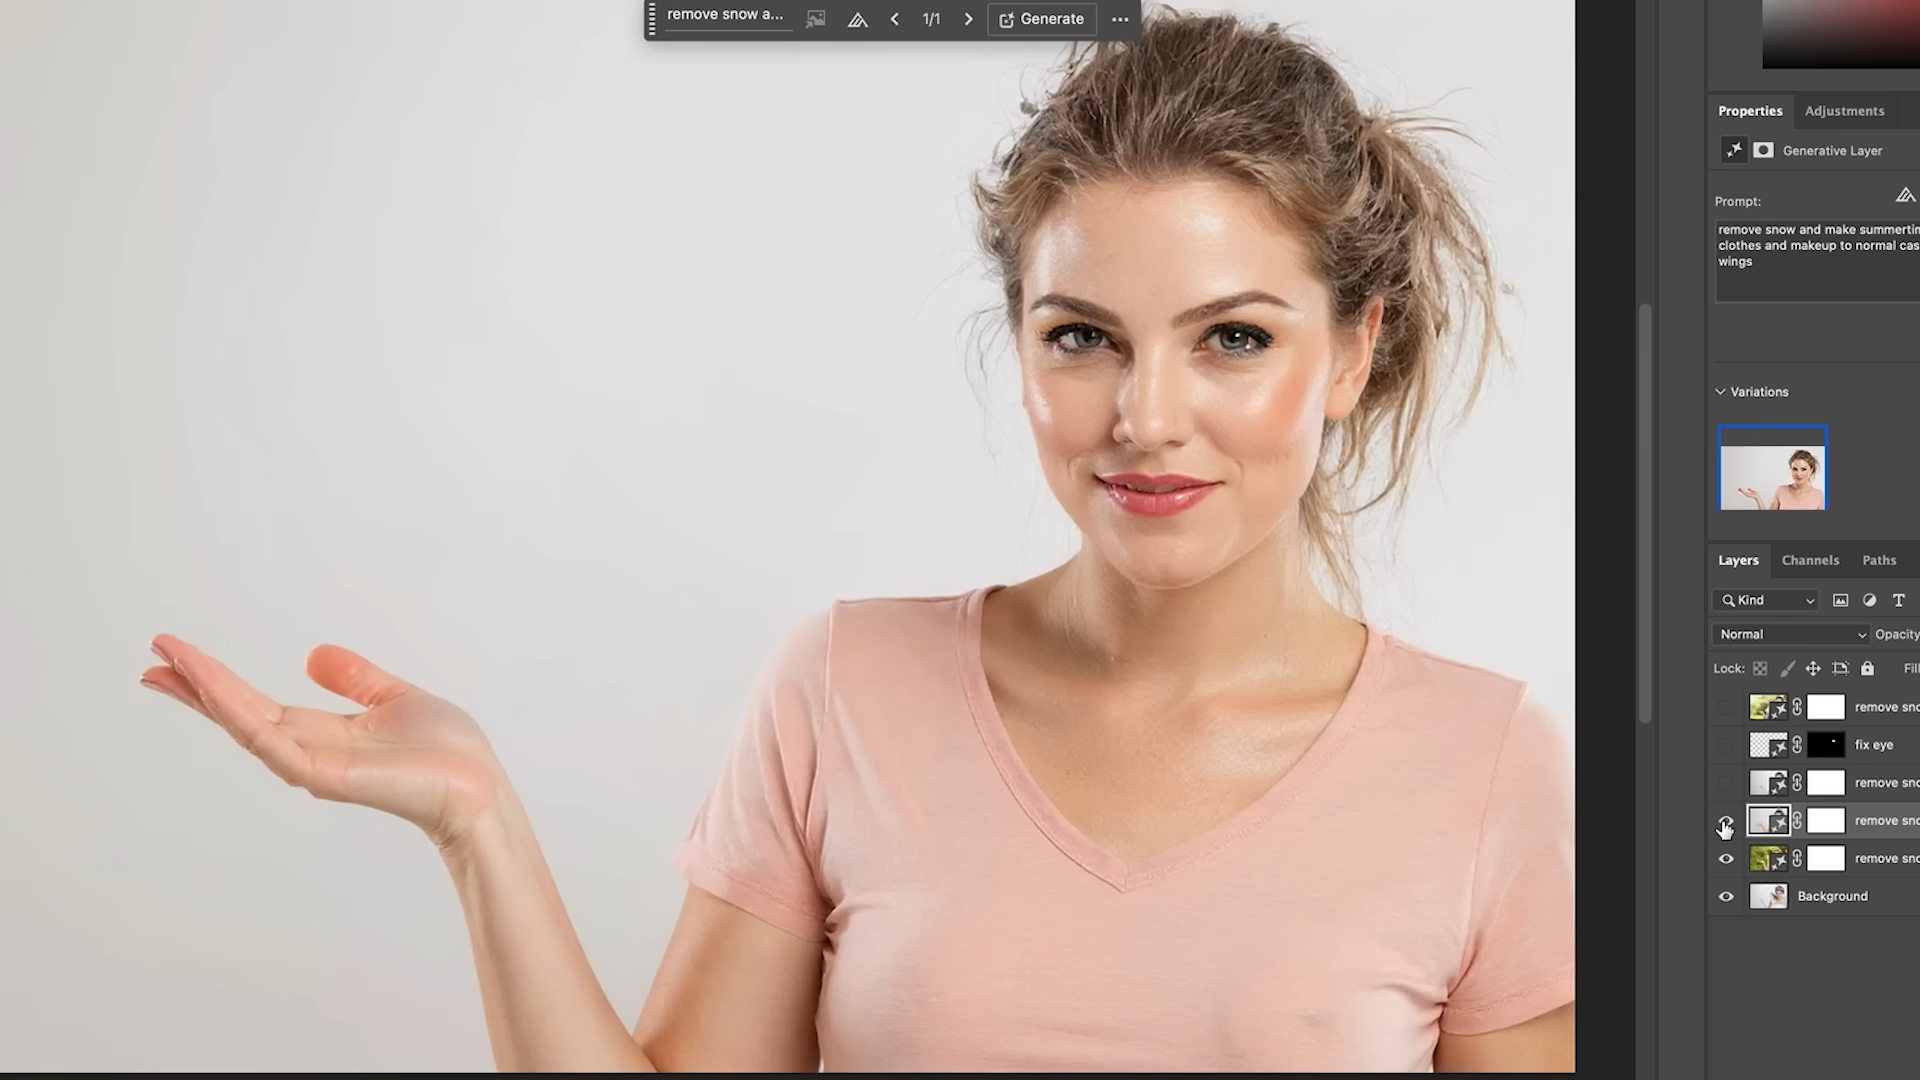 remove snow a...
1/1
Generate
Properties
Adjustments
Generative Layer
Prompt:
remove snow and make summertin
clothes and makeup to normal cas
wings
Variations
Layers
Channels
Paths
Kind
Normal
Opacity
Lock:
Fill
remove sno
fix eye
remove sno
remove sno
remove sno
Background